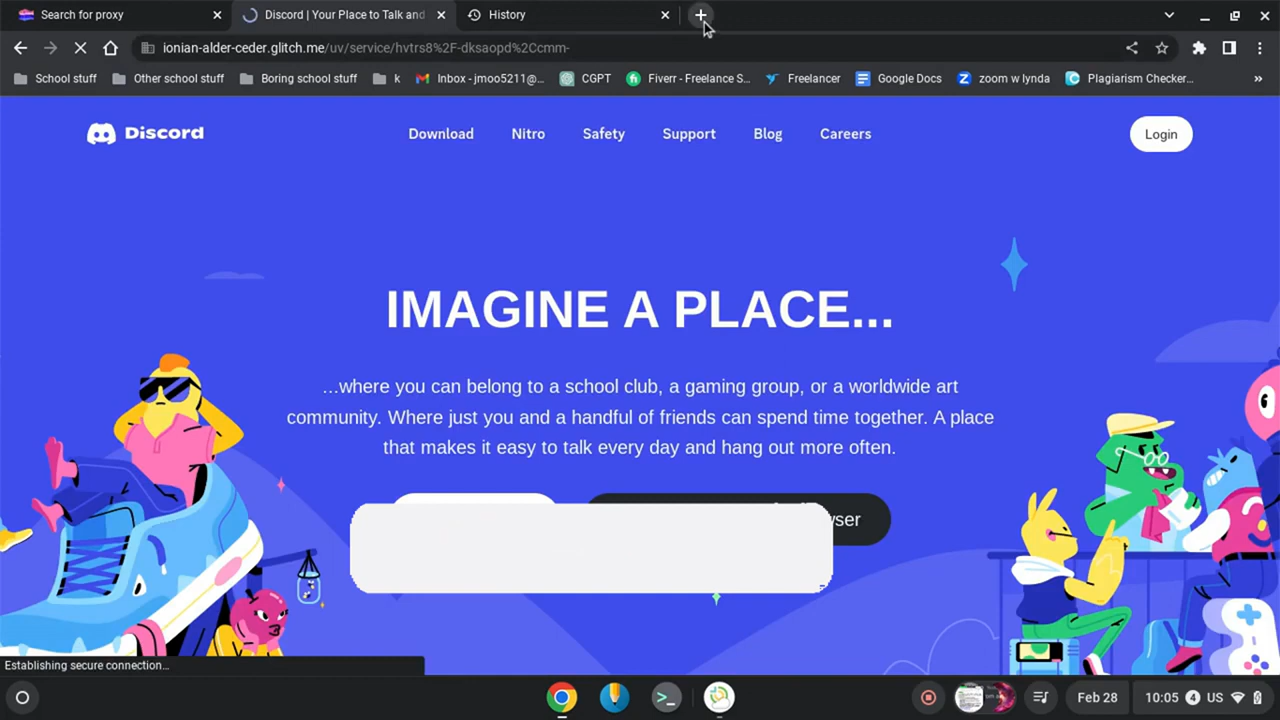 Search for proxy
Discord | Your Place to Talk and
History
ionian-alder-ceder.glitch.me/uv/service/hvtrs8%2F-dksaopd%2Ccmm-
School stuff
Other school stuff
Boring school stuff
k
Inbox - jmoo5211@...
CGPT
Fiverr - Freelance S...
Freelancer
Google Docs
zoom w lynda
Plagiarism Checker...
Discord
Download
Nitro
Safety
Support
Blog
Careers
Login
IMAGINE A PLACE...
...where you can belong to a school club, a gaming group, or a worldwide art
community. Where just you and a handful of friends can spend time together. A place
that makes it easy to talk every day and hang out more often.
Establishing secure connection...
Feb 28
10:05
4
US